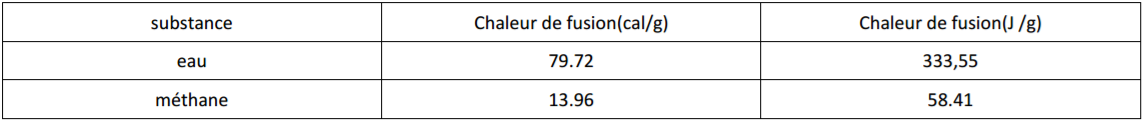 substance Chaleur de fusion(cal/g) Chaleur de fusion(J /g)
eau 79.72 333,55
méthane 13.96 58.41